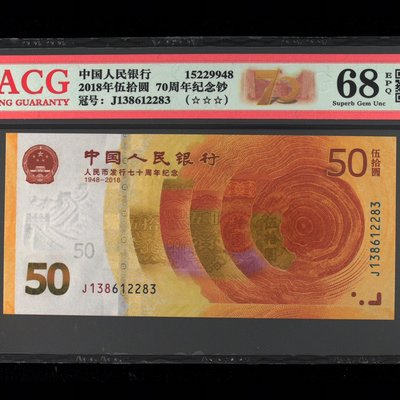 ACG
NG GUARANTY
中国人民银行 15229948
2018年伍拾圆 70周年纪念钞
冠号: J138612283 (☆☆☆)
70
68
EPQ
Superb Gem Unc
中国人民银行
人民币发行七十周年纪念
1948-2018
50
伍拾圆
50
50
J138612283
J138612283